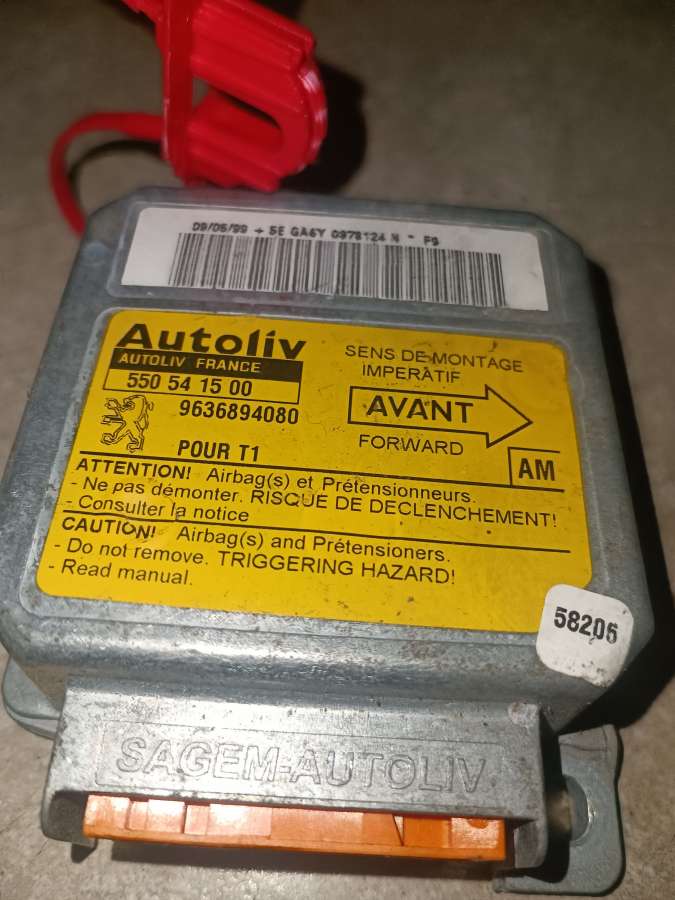 09/06/99 + 5E GA6Y 0978124 N - F9
Autoliv
AUTOLIV FRANCE
550 54 15 00
9636894080
POUR T1
SENS DE MONTAGE
IMPERATIF
AVANT
FORWARD
AM
ATTENTION! Airbag(s) et Prétensionneurs.
- Ne pas démonter. RISQUE DE DECLENCHEMENT!
- Consulter la notice
CAUTION! Airbag(s) and Prétensioners.
- Do not remove. TRIGGERING HAZARD!
- Read manual.
58206
SAGEM-AUTOLIV